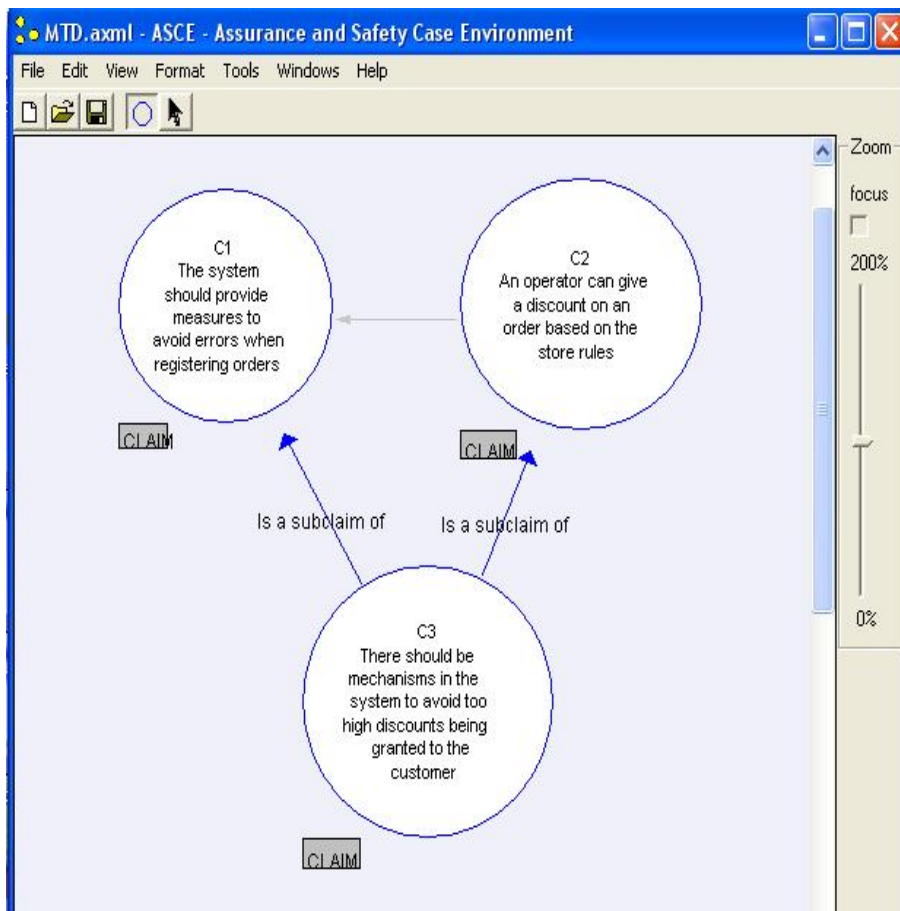 MTD.axml - ASCE - Assurance and Safety Case Environment
File Edit View Format Tools Windows Help
Zoom
focus
200%
0%
C1
The system
should provide
measures to
avoid errors when
registering orders
CLAIM
C2
An operator can give
a discount on an
order based on the
store rules
CLAIM
Is a subclaim of
Is a subclaim of
C3
There should be
mechanisms in the
system to avoid too
high discounts being
granted to the
customer
CLAIM